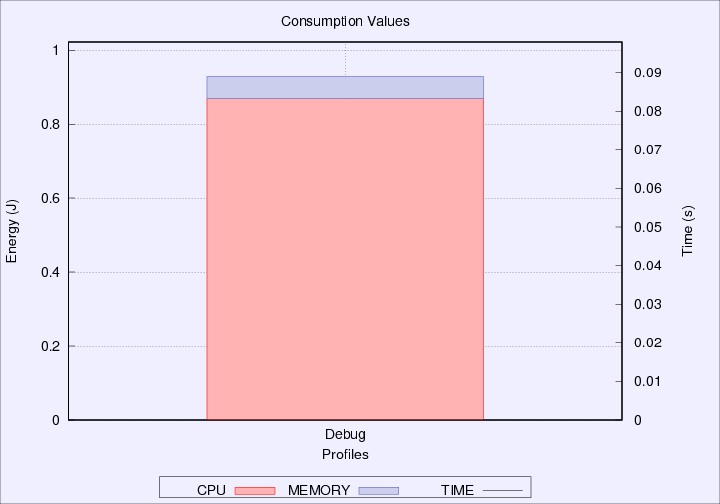 Consumption Values
1
0.8
0.6
0.4
0.2
0
Energy (J)
0.09
0.08
0.07
0.06
0.05
0.04
0.03
0.02
0.01
0
Time (s)
Debug
Profiles
CPU MEMORY TIME